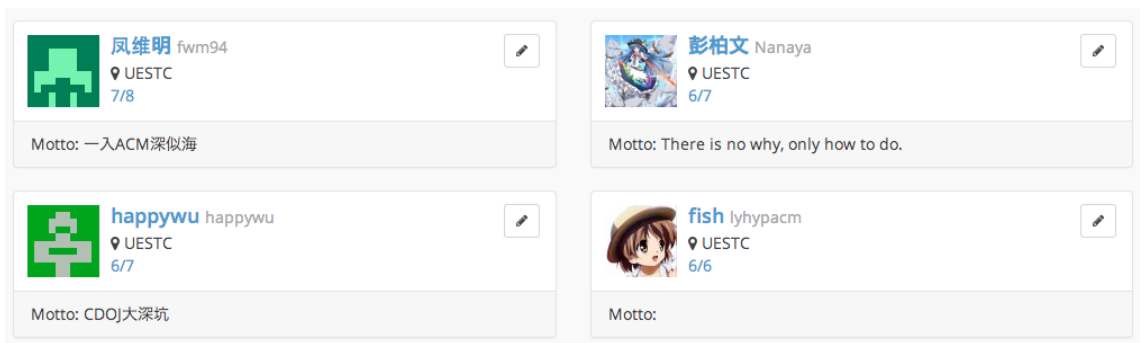 凤维明 fwm94
UESTC
7/8
Motto: 一入ACM深似海
彭柏文 Nanaya
UESTC
6/7
Motto: There is no why, only how to do.
happywu happywu
UESTC
6/7
Motto: CDOJ大深坑
fish lyhypacm
UESTC
6/6
Motto: